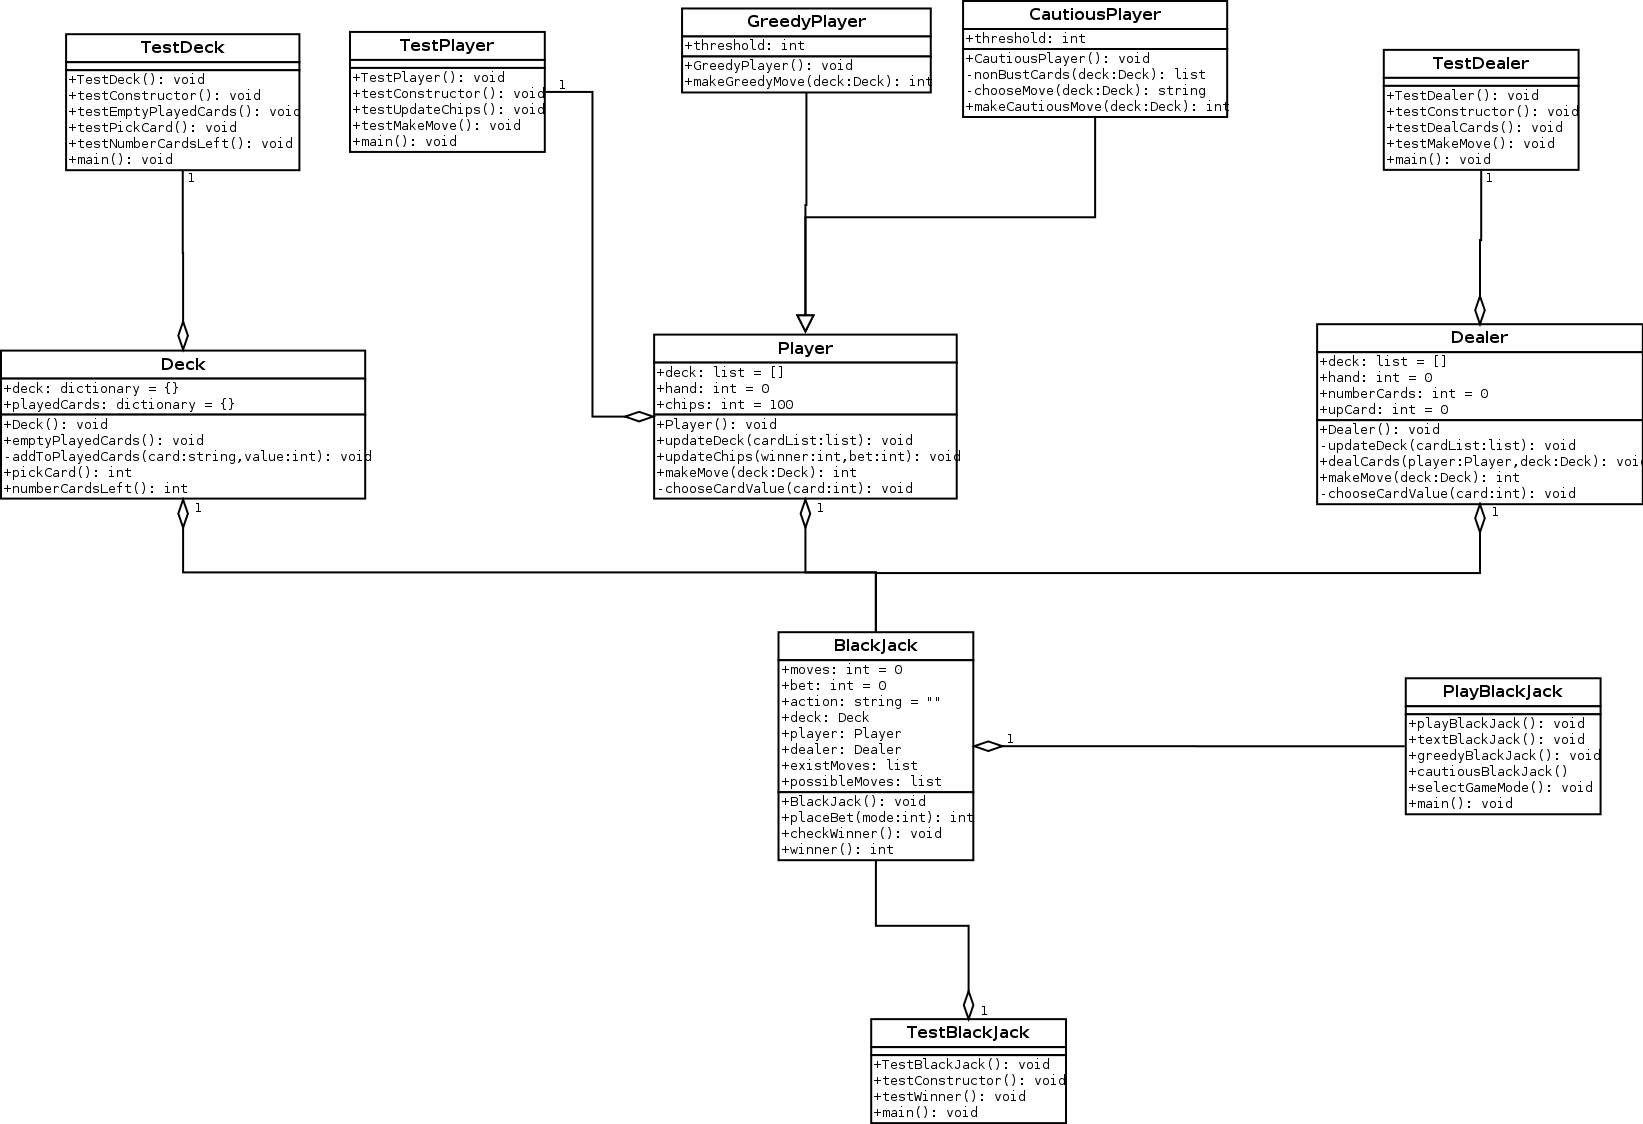 TestDeck
+TestDeck(): void
+testConstructor(): void
+testEmptyPlayedCards(): void
+testPickCard(): void
+testNumberCardsLeft(): void
+main(): void
1
TestPlayer
+TestPlayer(): void
+testConstructor(): void
+testUpdateChips(): void
+testMakeMove(): void
+main(): void
1
GreedyPlayer
+threshold: int
+GreedyPlayer(): void
+makeGreedyMove(deck:Deck): int
CautiousPlayer
+threshold: int
+CautiousPlayer(): void
-nonBustCards(deck:Deck): list
-chooseMove(deck:Deck): string
+makeCautiousMove(deck:Deck): int
TestDealer
+TestDealer(): void
+testConstructor(): void
+testDealCards(): void
+testMakeMove(): void
+main(): void
1
Deck
+deck: dictionary = {}
+playedCards: dictionary = {}
+Deck(): void
+emptyPlayedCards(): void
-addToPlayedCards(card:string,value:int): void
+pickCard(): int
+numberCardsLeft(): int
1
Player
+deck: list = []
+hand: int = 0
+chips: int = 100
+Player(): void
+updateDeck(cardList:list): void
+updateChips(winner:int,bet:int): void
+makeMove(deck:Deck): int
-chooseCardValue(card:int): void
1
Dealer
+deck: list = []
+hand: int = 0
+numberCards: int = 0
+upCard: int = 0
+Dealer(): void
-updateDeck(cardList:list): void
+dealCards(player:Player,deck:Deck): voi
+makeMove(deck:Deck): int
-chooseCardValue(card:int): void
1
BlackJack
+moves: int = 0
+bet: int = 0
+action: string = ""
+deck: Deck
+player: Player
+dealer: Dealer
+existMoves: list
+possibleMoves: list
+BlackJack(): void
+placeBet(mode:int): int
+checkWinner(): void
+winner(): int
1
PlayBlackJack
+playBlackJack(): void
+textBlackJack(): void
+greedyBlackJack(): void
+cautiousBlackJack()
+selectGameMode(): void
+main(): void
1
TestBlackJack
+TestBlackJack(): void
+testConstructor(): void
+testWinner(): void
+main(): void